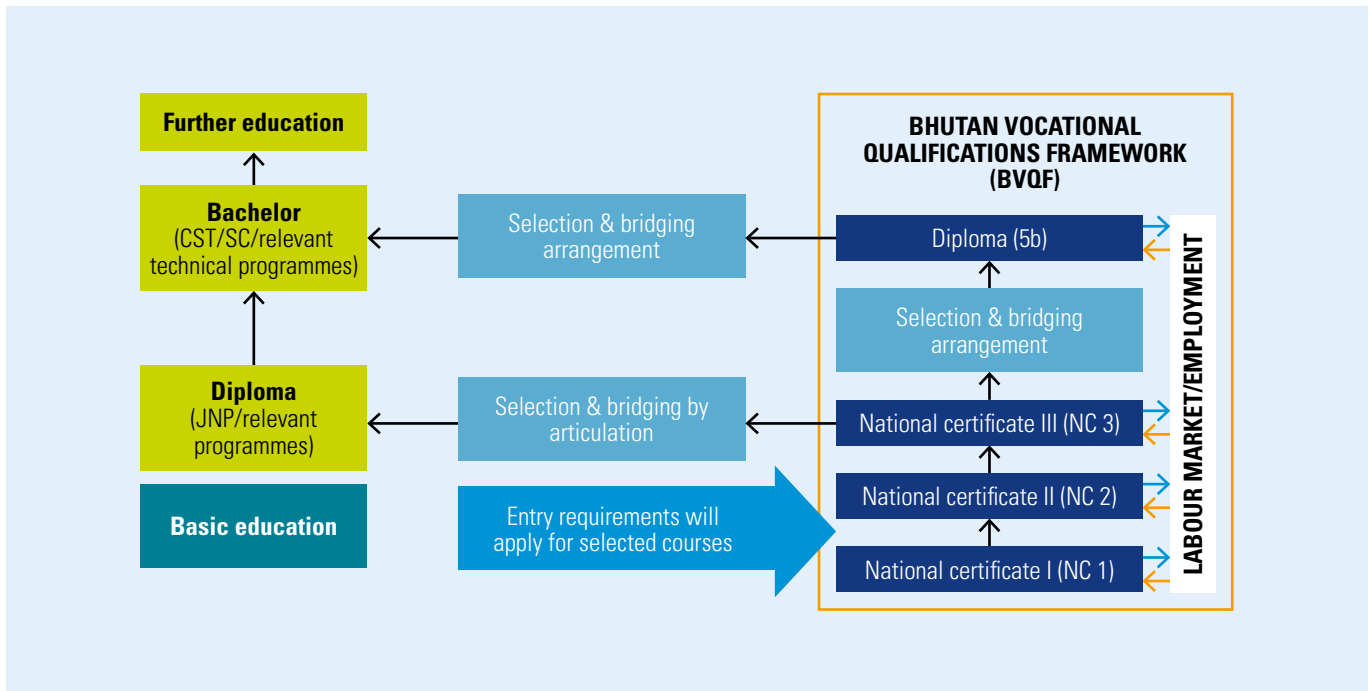 Further education
Bachelor
(CST/SC/relevant
technical programmes)
Diploma
(JNP/relevant
programmes)
Basic education
Selection & bridging
arrangement
Selection & bridging by
articulation
Entry requirements will
apply for selected courses
BHUTAN VOCATIONAL
QUALIFICATIONS FRAMEWORK
(BVQF)
Diploma (5b)
Selection & bridging
arrangement
National certificate III (NC 3)
National certificate II (NC 2)
National certificate I (NC 1)
LABOUR MARKET/EMPLOYMENT